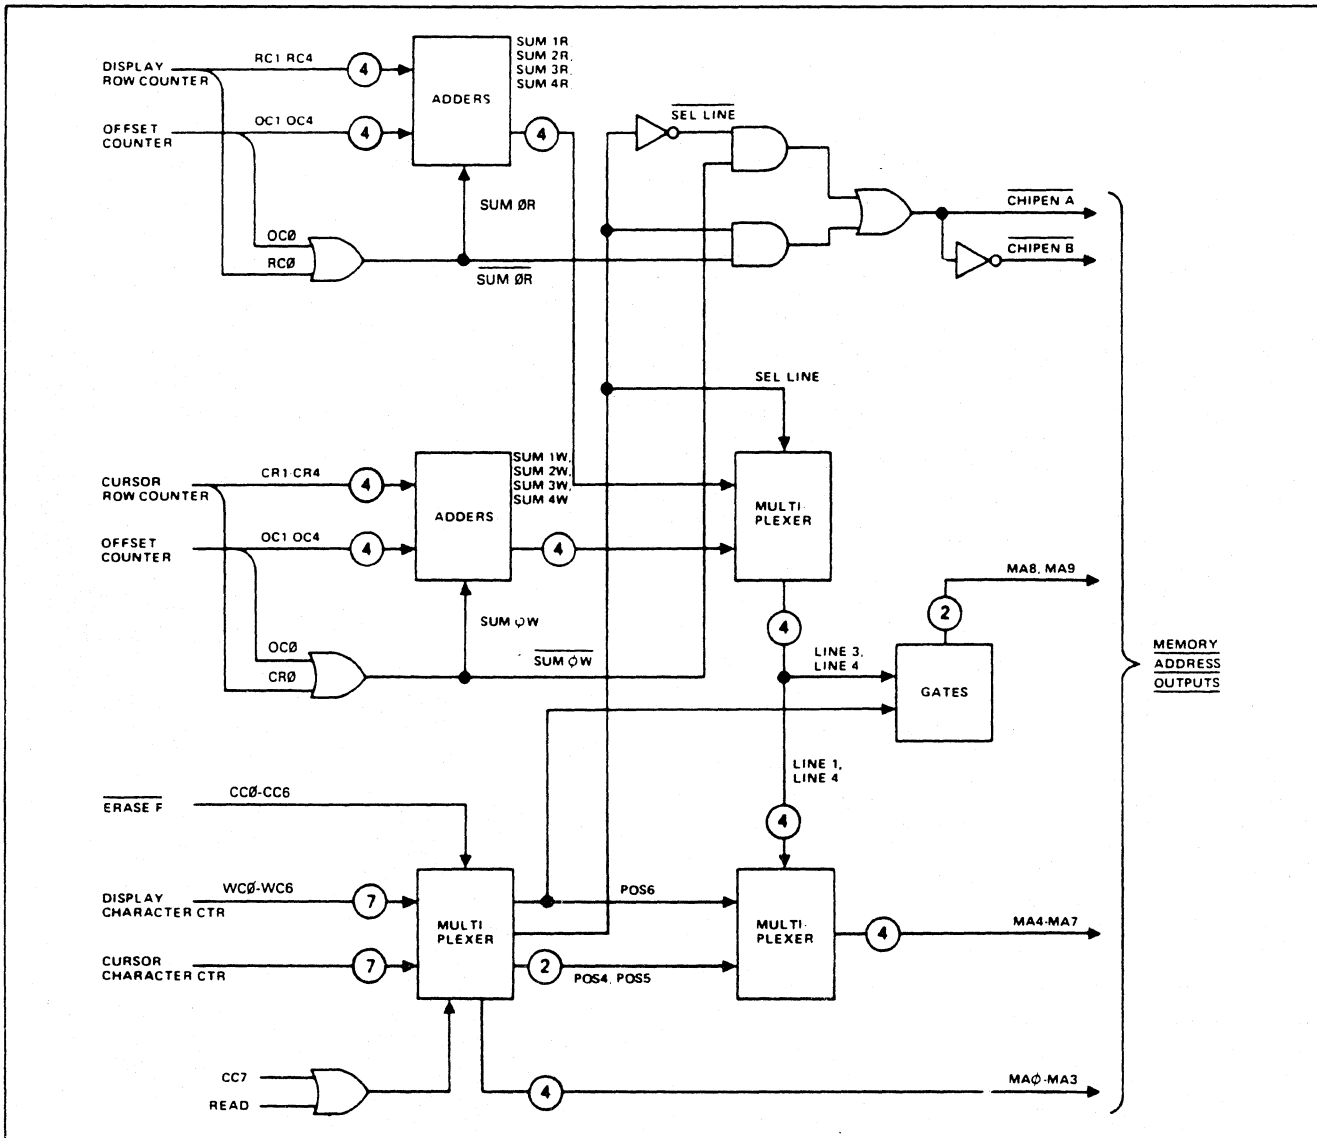 DISPLAY
ROW COUNTER
RC1 RC4
4
ADDERS
SUM 1R
SUM 2R,
SUM 3R,
SUM 4R
OFFSET
COUNTER
OC1 OC4
4
4
SUM ØR
OCØ
RCØ
SUM ØR
SEL LINE
CHIPEN A
CHIPEN B
SEL LINE
CURSOR
ROW COUNTER
CR1-CR4
4
ADDERS
SUM 1W,
SUM 2W,
SUM 3W,
SUM 4W
OFFSET
COUNTER
OC1 OC4
4
4
MULTI-
PLEXER
SUM ØW
OCØ
CRØ
SUM ØW
4
LINE 3,
LINE 4
GATES
2
MA8, MA9
MEMORY
ADDRESS
OUTPUTS
LINE 1,
LINE 4
4
ERASE F
CCØ-CC6
DISPLAY
CHARACTER CTR
WCØ-WC6
7
MULTI-
PLEXER
POS6
MULTI-
PLEXER
4
MA4-MA7
CURSOR
CHARACTER CTR
7
2
POS4, POS5
CC7
READ
4
MAØ-MA3